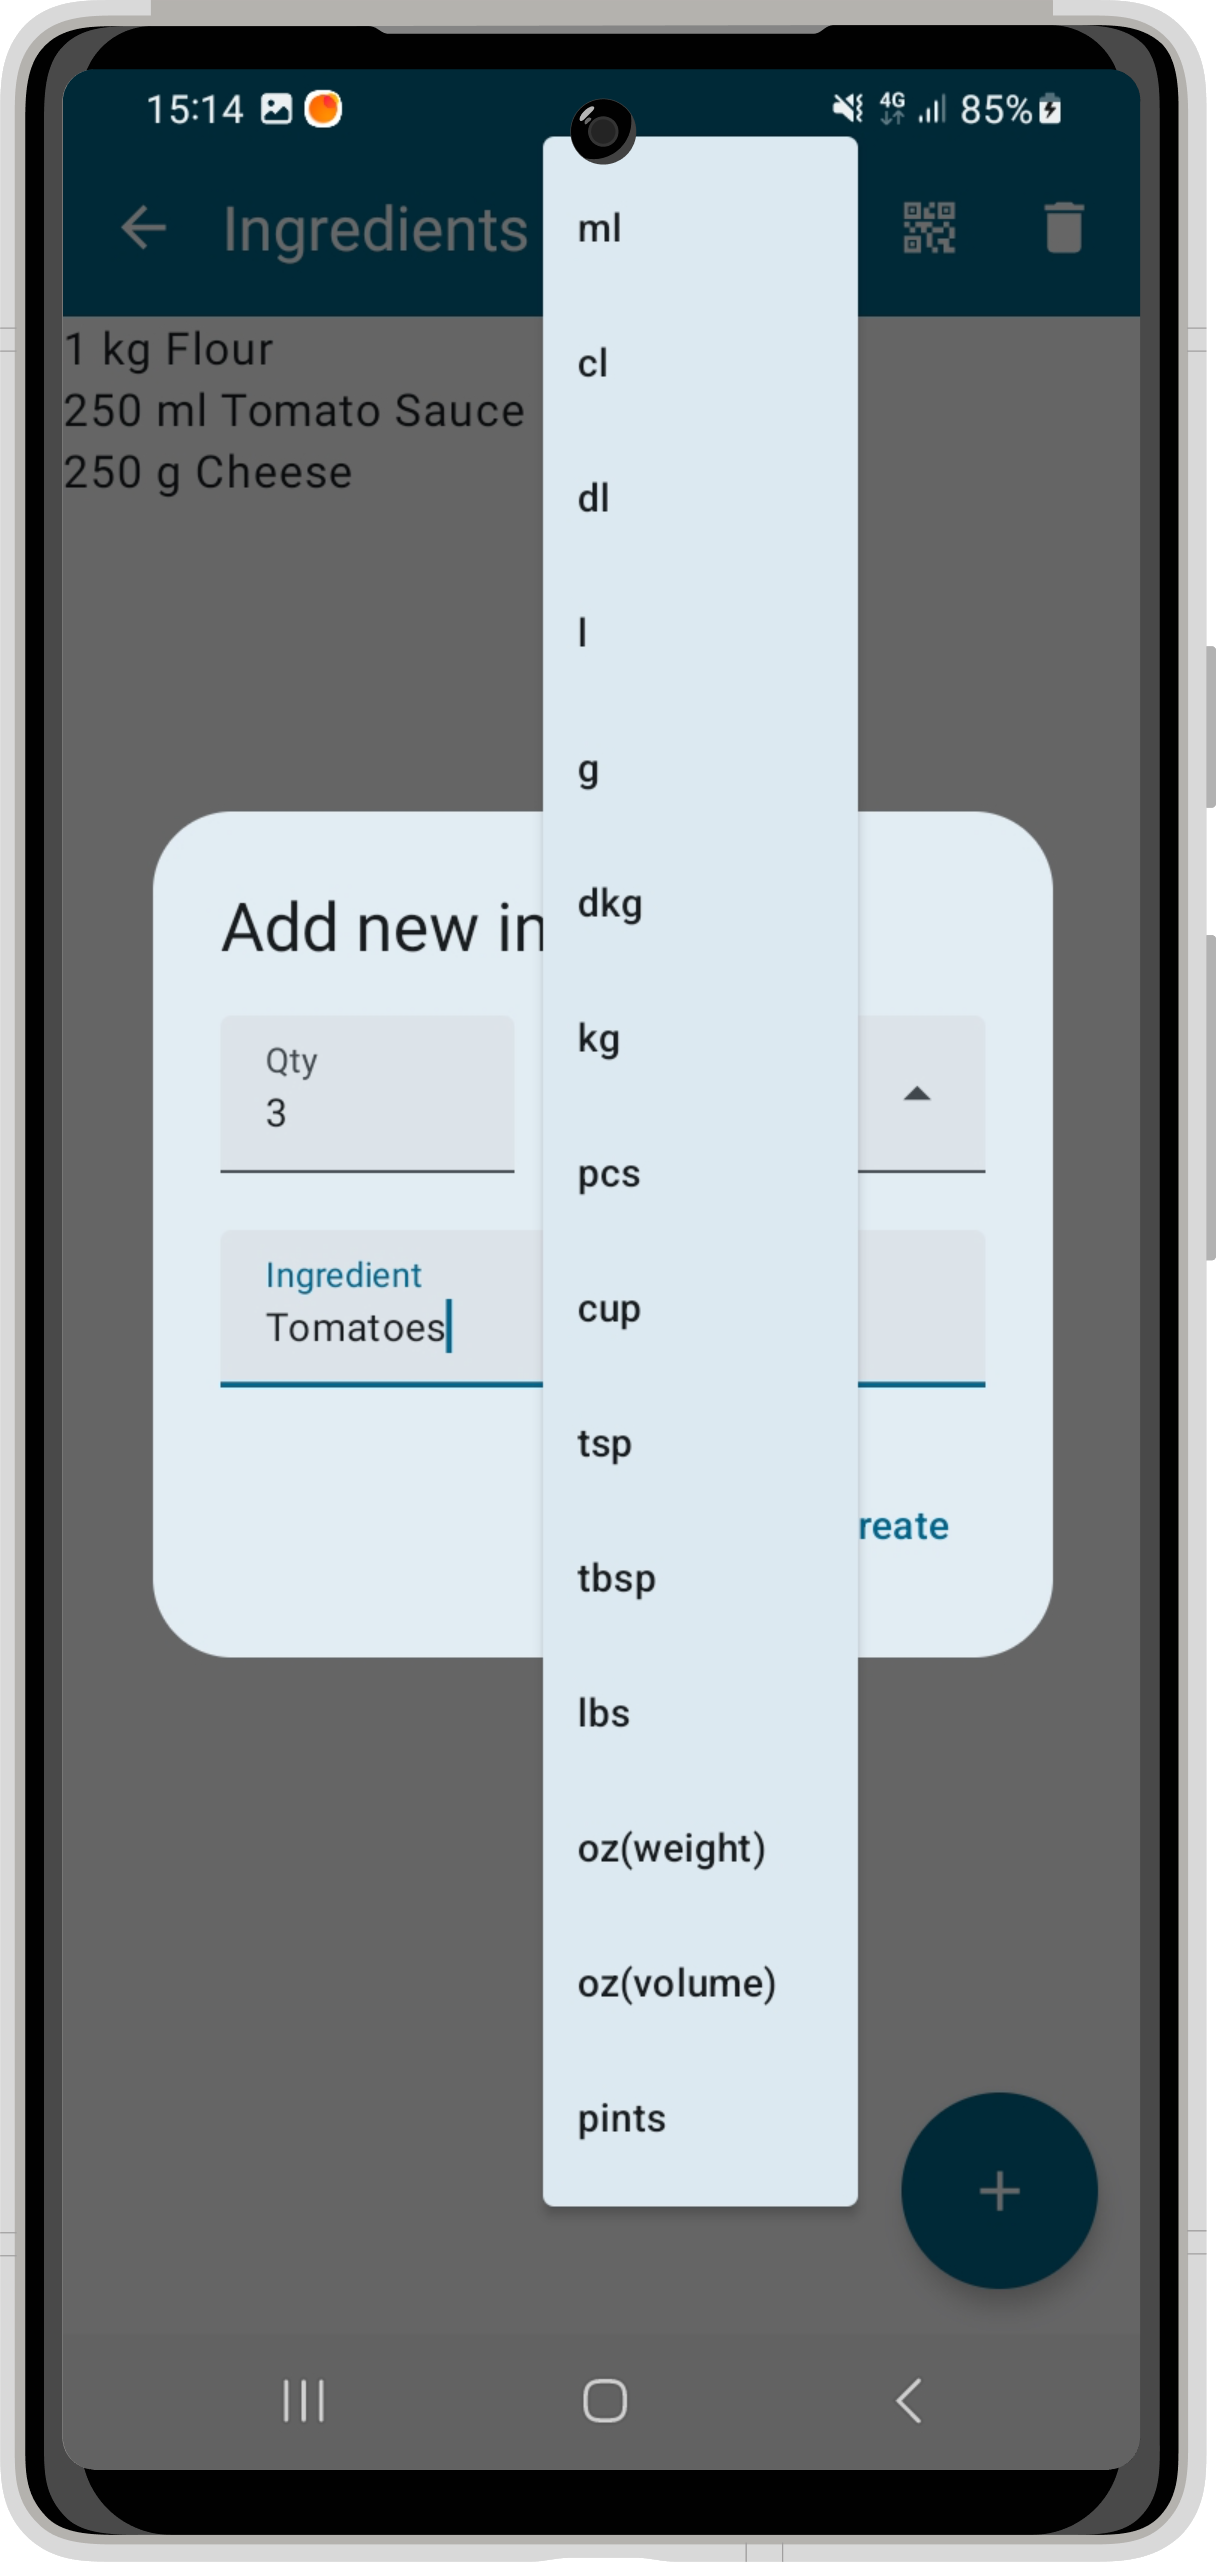 15:14
4G
85%
Ingredients
1 kg Flour
250 ml Tomato Sauce
250 g Cheese
Add new in
Qty
3
Ingredient
Tomatoes
reate
ml
cl
dl
l
g
dkg
kg
pcs
cup
tsp
tbsp
lbs
oz(weight)
oz(volume)
pints